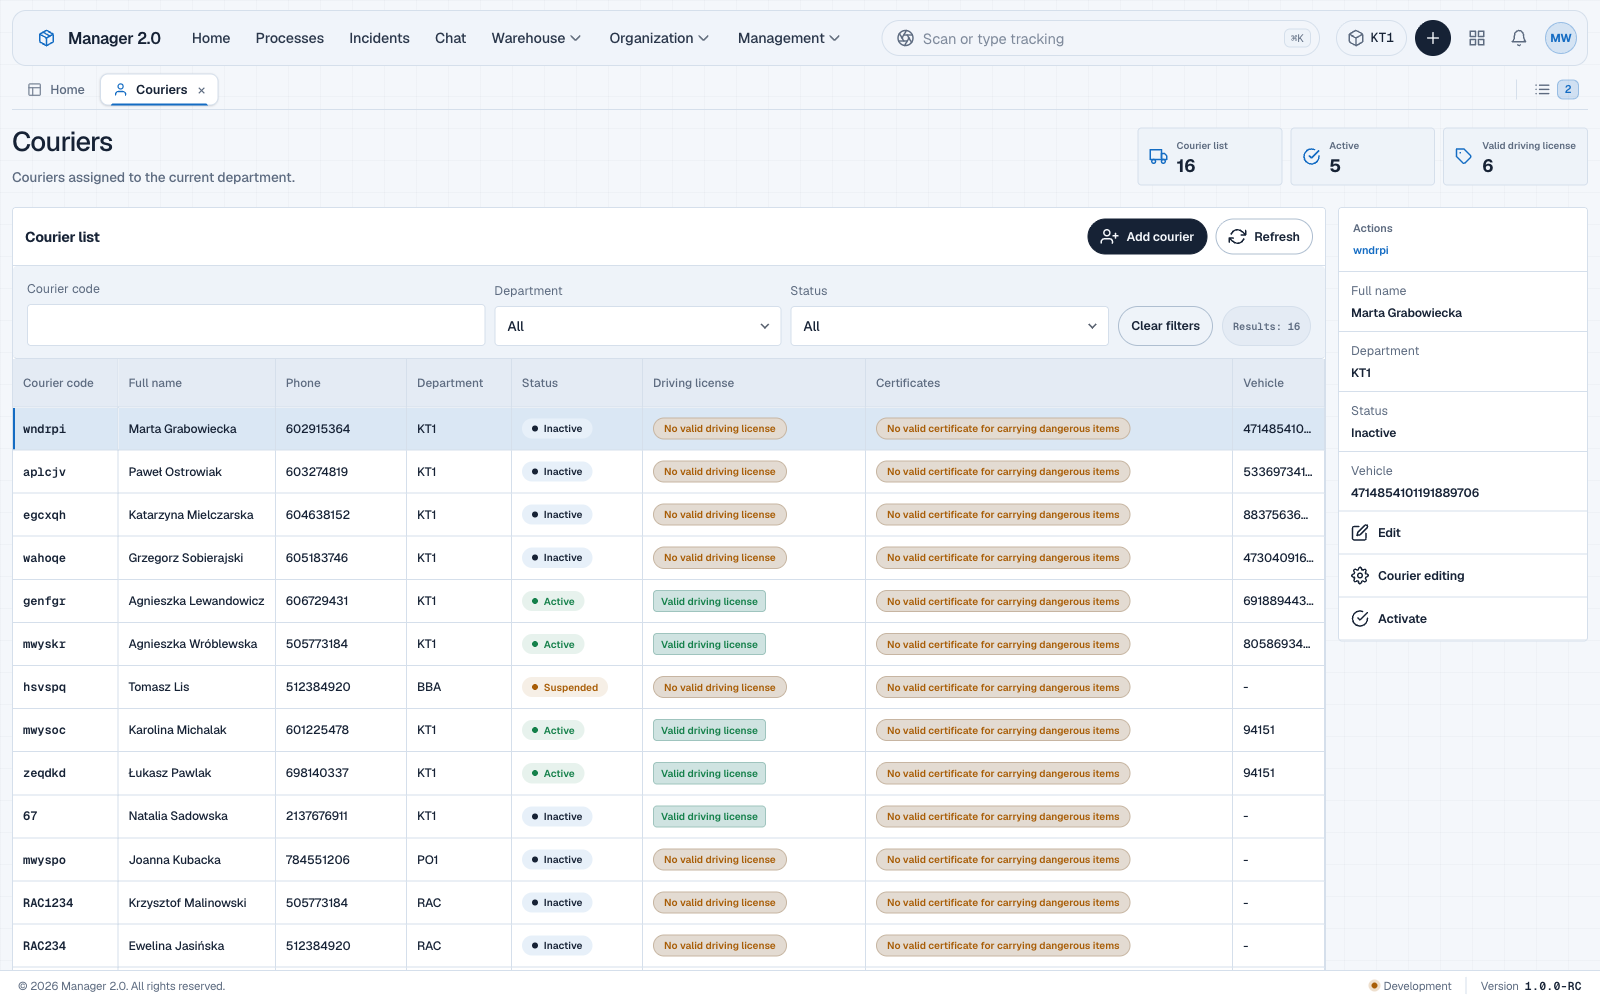 Manager 2.0 Home Processes Incidents Chat Warehouse Organization Management Scan or type tracking ⌘K KT1 MW
Home Couriers × 2
Couriers
Couriers assigned to the current department.
Courier list 16
Active 5
Valid driving license 6
Courier list Add courier Refresh
Courier code Department Status
All All Clear filters Results: 16
Courier code Full name Phone Department Status Driving license Certificates Vehicle
wndrpi Marta Grabowiecka 602915364 KT1 Inactive No valid driving license No valid certificate for carrying dangerous items 471485410...
aplcjv Paweł Ostrowiak 603274819 KT1 Inactive No valid driving license No valid certificate for carrying dangerous items 533697341...
egcxqh Katarzyna Mielczarska 604638152 KT1 Inactive No valid driving license No valid certificate for carrying dangerous items 88375636...
wahoqe Grzegorz Sobierajski 605183746 KT1 Inactive No valid driving license No valid certificate for carrying dangerous items 473040916...
genfgr Agnieszka Lewandowicz 606729431 KT1 Active Valid driving license No valid certificate for carrying dangerous items 691889443...
mwyskr Agnieszka Wróblewska 505773184 KT1 Active Valid driving license No valid certificate for carrying dangerous items 80586934...
hsvspq Tomasz Lis 512384920 BBA Suspended No valid driving license No valid certificate for carrying dangerous items -
mwysoc Karolina Michalak 601225478 KT1 Active Valid driving license No valid certificate for carrying dangerous items 94151
zeqdkd Łukasz Pawlak 698140337 KT1 Active Valid driving license No valid certificate for carrying dangerous items 94151
67 Natalia Sadowska 2137676911 KT1 Inactive Valid driving license No valid certificate for carrying dangerous items -
mwyspo Joanna Kubacka 784551206 PO1 Inactive No valid driving license No valid certificate for carrying dangerous items -
RAC1234 Krzysztof Malinowski 505773184 RAC Inactive No valid driving license No valid certificate for carrying dangerous items -
RAC234 Ewelina Jasińska 512384920 RAC Inactive No valid driving license No valid certificate for carrying dangerous items -
Actions
wndrpi
Full name
Marta Grabowiecka
Department
KT1
Status
Inactive
Vehicle
4714854101191889706
Edit
Courier editing
Activate
© 2026 Manager 2.0. All rights reserved. Development Version 1.0.0-RC